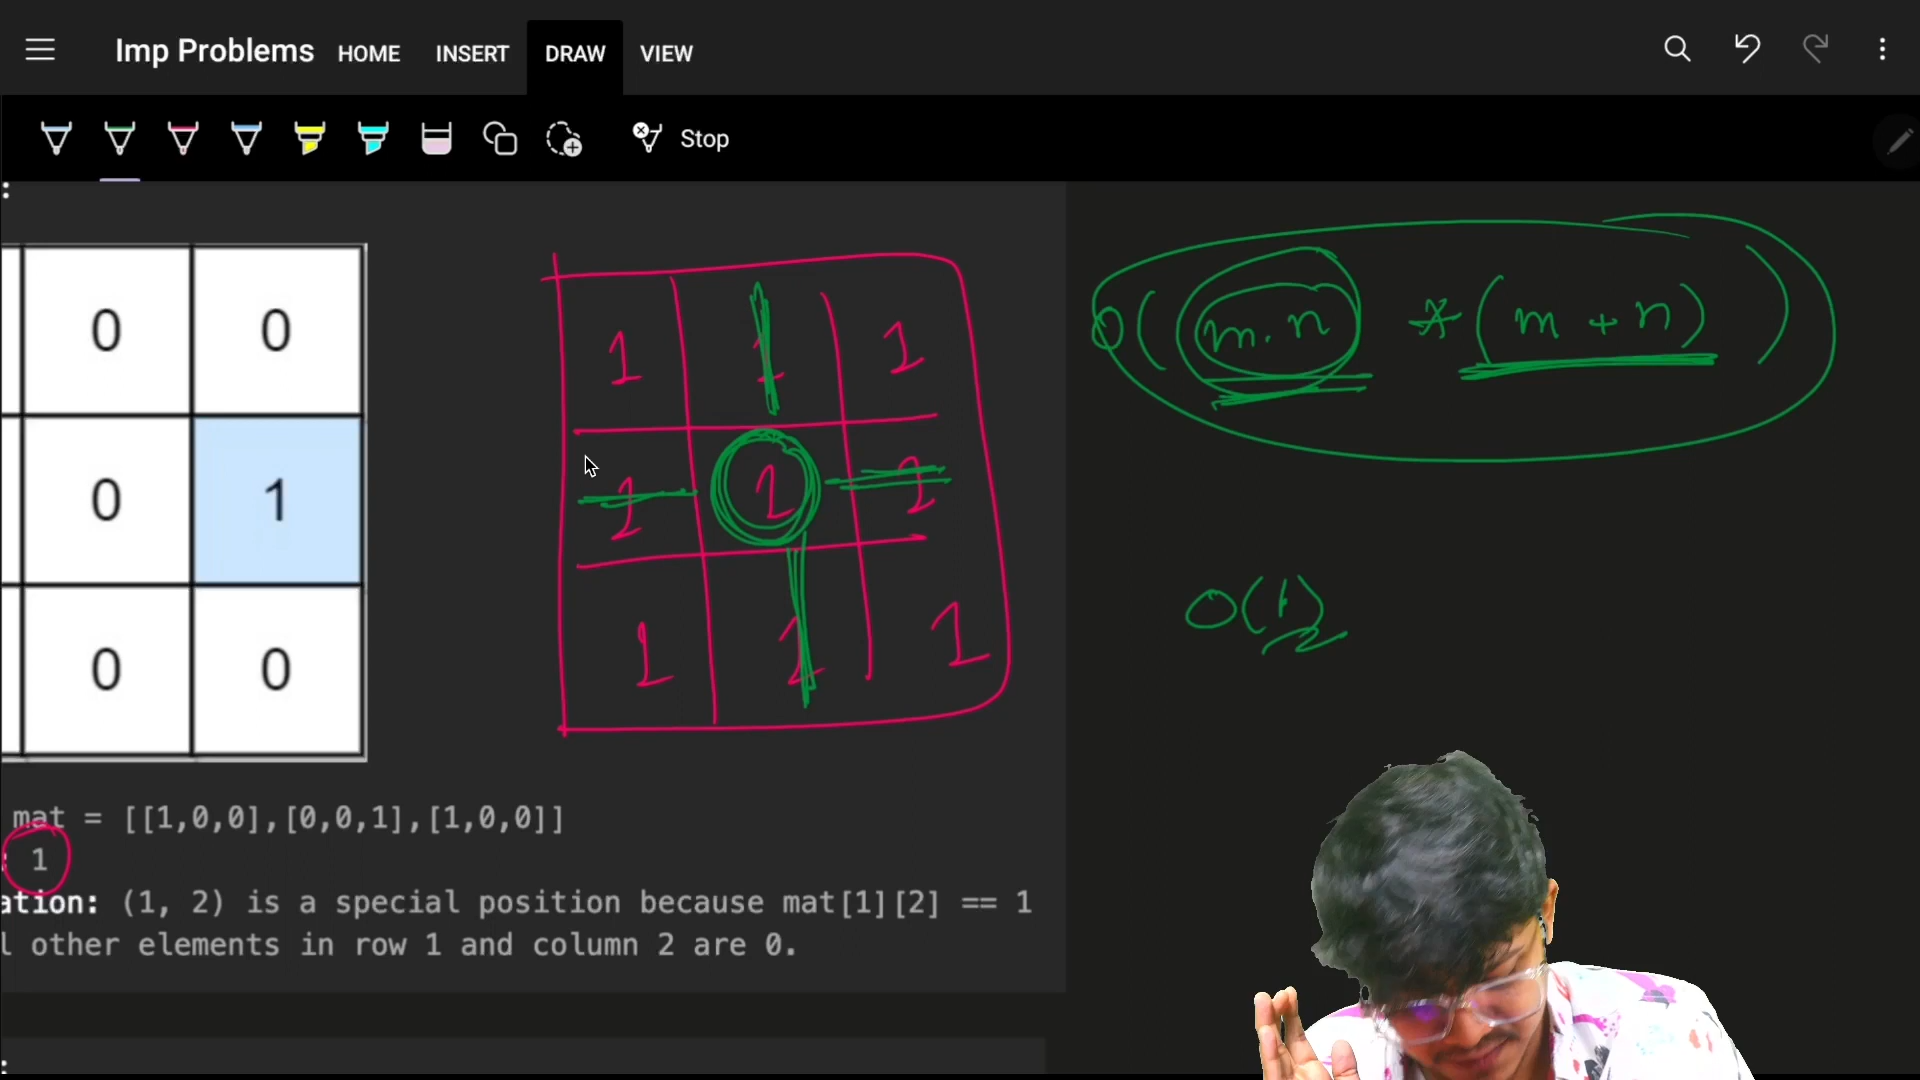 Imp Problems HOME INSERT DRAW VIEW
Stop
:
0 0
0 1
0 0
1 1 1
1 1 1
1 1 1
O(m.n * (m+n))
O(1)
mat = [[1,0,0],[0,0,1],[1,0,0]]
: 1
ation: (1, 2) is a special position because mat[1][2] == 1
l other elements in row 1 and column 2 are 0.
: